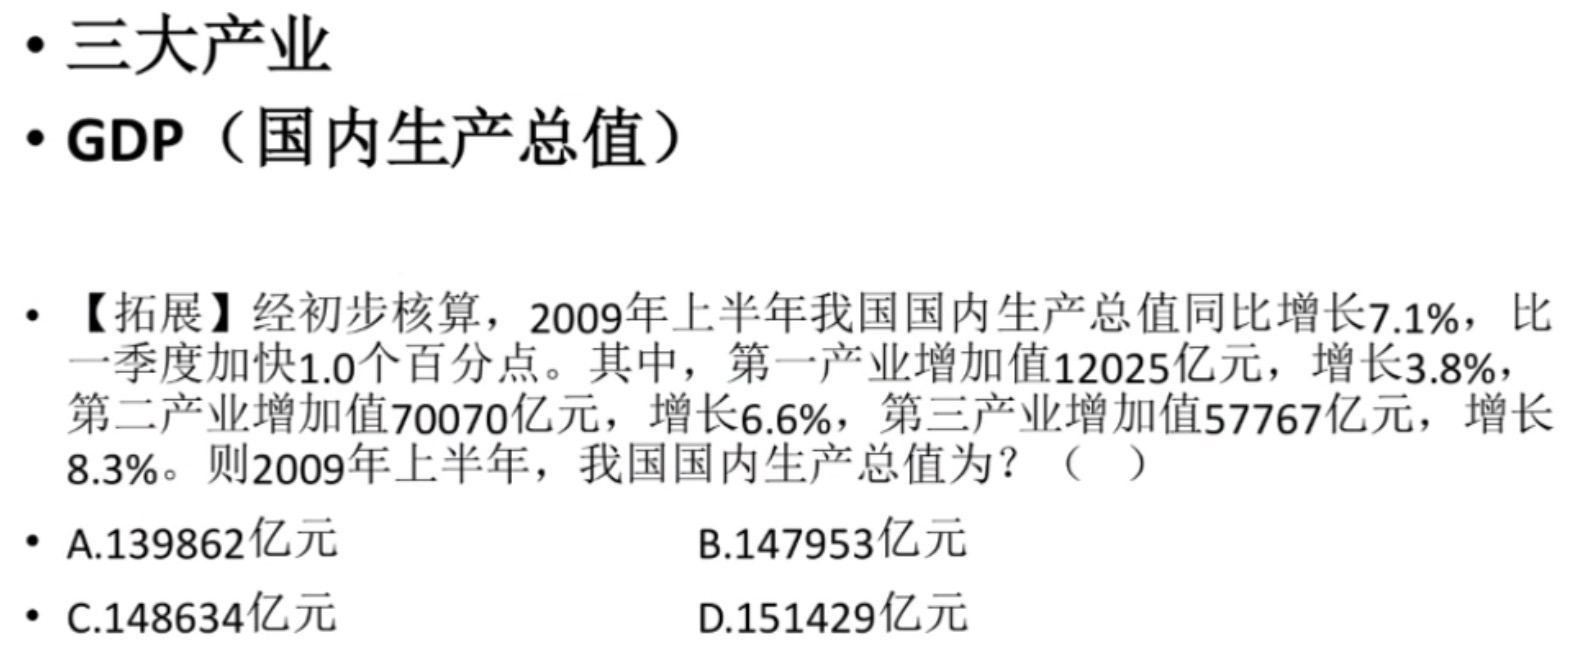 • 三大产业
• GDP（国内生产总值）
• 【拓展】经初步核算，2009年上半年我国国内生产总值同比增长7.1%，比
一季度加快1.0个百分点。其中，第一产业增加值12025亿元，增长3.8%，
第二产业增加值70070亿元，增长6.6%，第三产业增加值57767亿元，增长
8.3%。则2009年上半年，我国国内生产总值为？（ ）
• A.139862亿元 B.147953亿元
• C.148634亿元 D.151429亿元